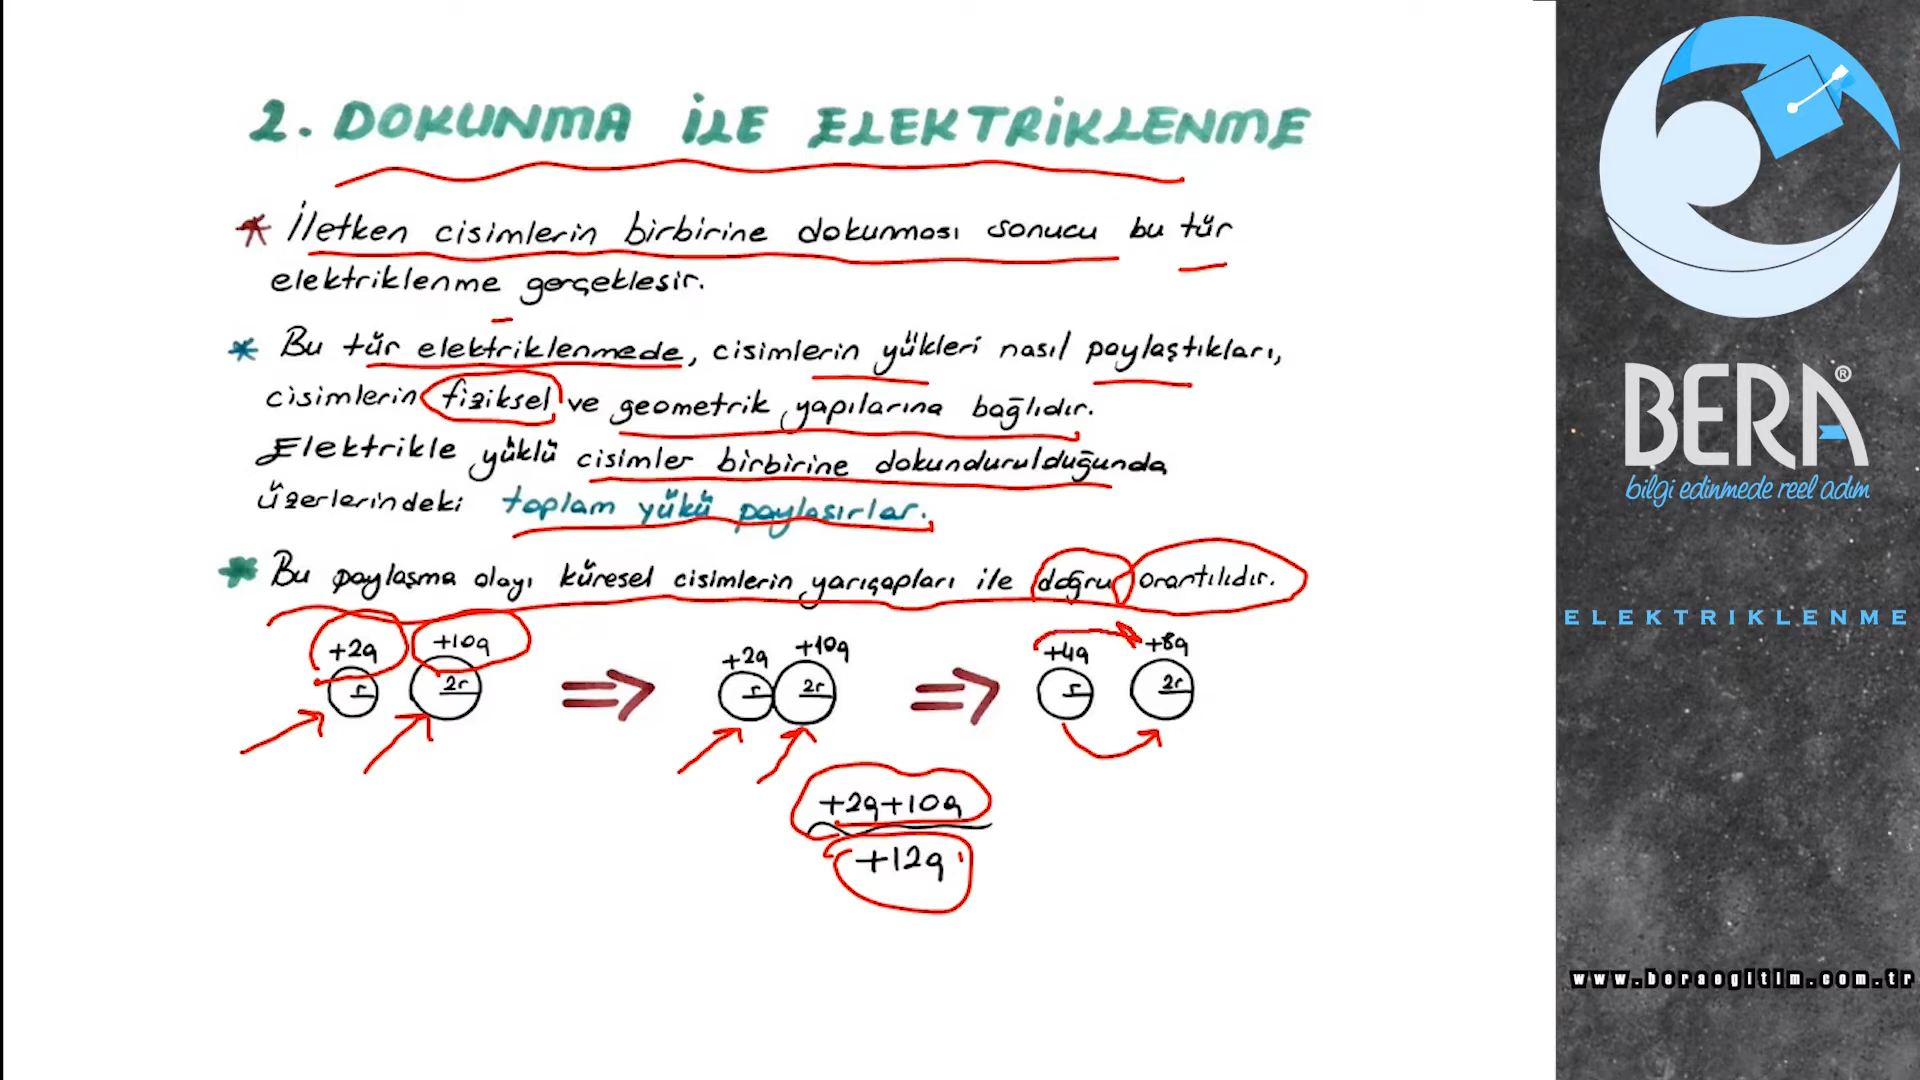 2. DOKUNMA İLE ELEKTRİKLENME
* İletken cisimlerin birbirine dokunması sonucu bu tür
elektriklenme gerçekleşir.
* Bu tür elektriklenmede, cisimlerin yükleri nasıl paylaştıkları,
cisimlerin fiziksel ve geometrik yapılarına bağlıdır.
Elektrikle yüklü cisimler birbirine dokundurulduğunda
üzerlerindeki toplam yükü paylaşırlar.
* Bu paylaşma olayı küresel cisimlerin yarıçapları ile doğru orantılıdır.
+2q +10q +2q +10q +4q +8q
r 2r ⇒ r 2r ⇒ r 2r
+2q+10q
+12q
BERA®
bilgi edinmede reel adım
ELEKTRIKLENME
www.beraegitim.com.tr